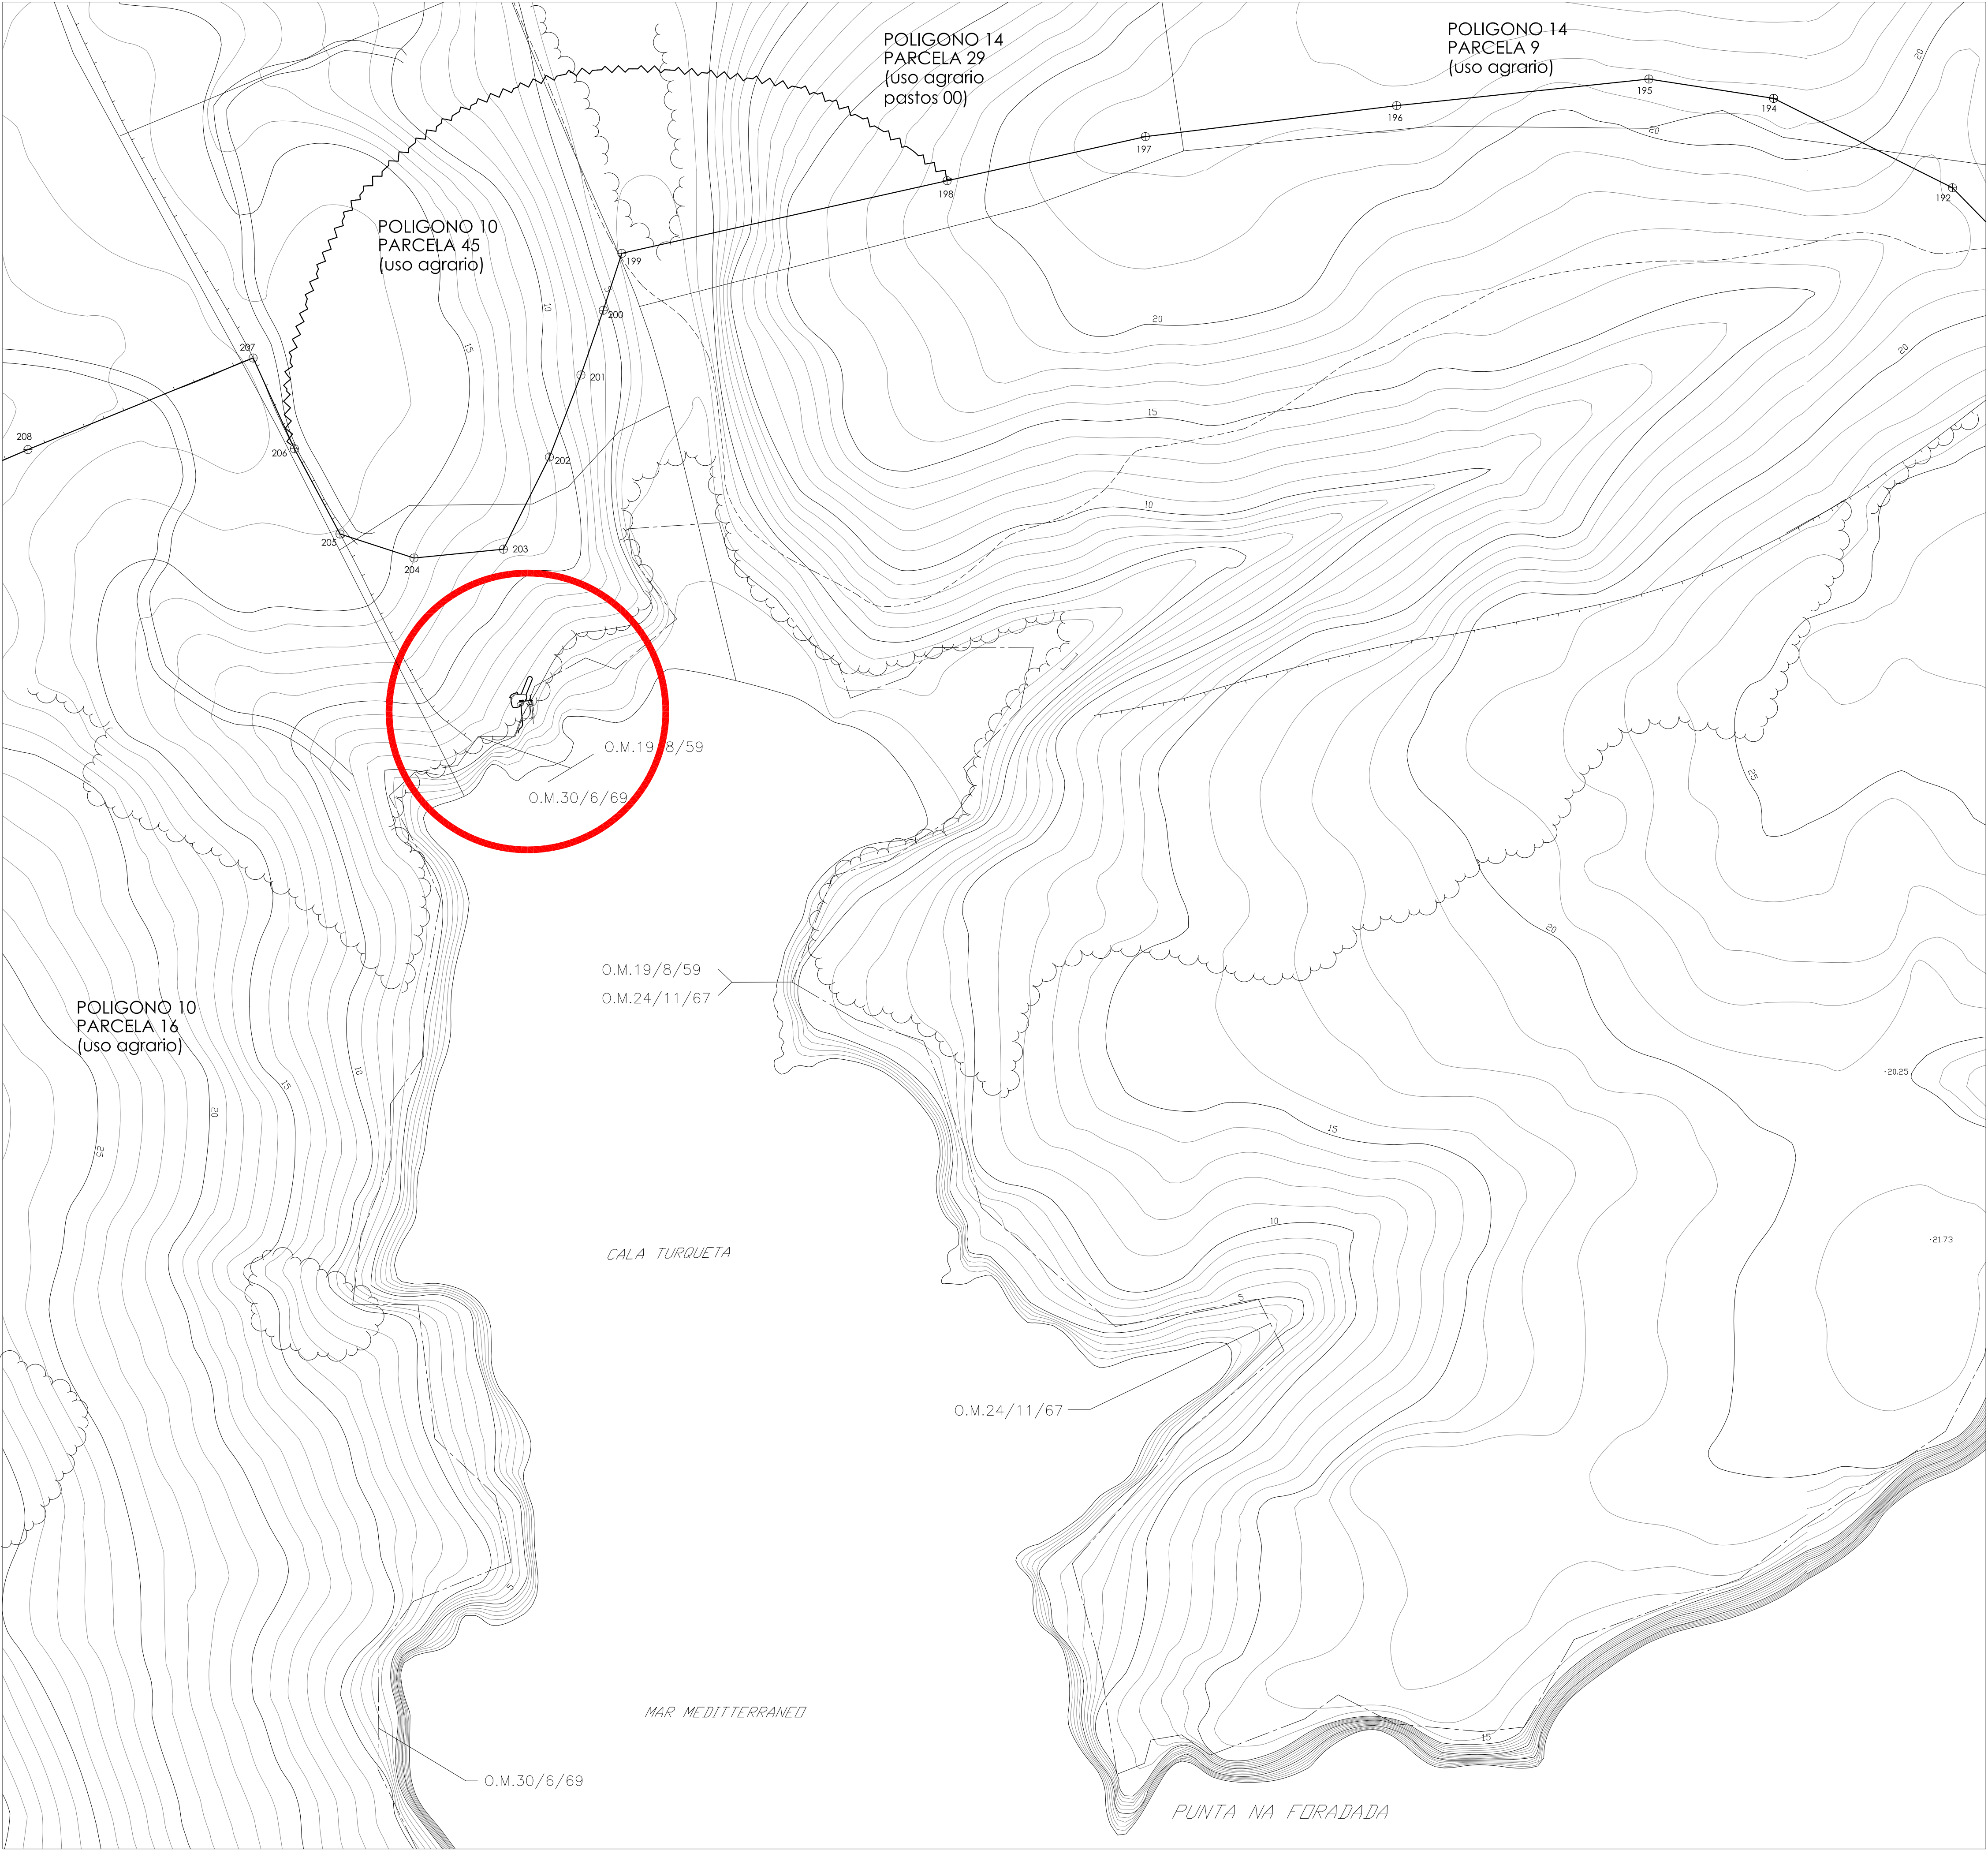 POLIGONO 14
PARCELA 29
(uso agrario
pastos 00)
POLIGONO 14
PARCELA 9
(uso agrario)
20
195
194
196
20
197
192
198
POLIGONO 10
PARCELA 45
(uso agrario)
199
5
200
10
20
207
15
20
201
15
208
206
202
10
205
203
204
O.M.19/8/59
25
O.M.30/6/69
20
O.M.19/8/59
O.M.24/11/67
POLIGONO 10
PARCELA 16
(uso agrario)
10
15
20
·20.25
15
25
10
·21.73
CALA TURQUETA
5
O.M.24/11/67
5
MAR MEDITTERRANEO
15
O.M.30/6/69
PUNTA NA FORADADA